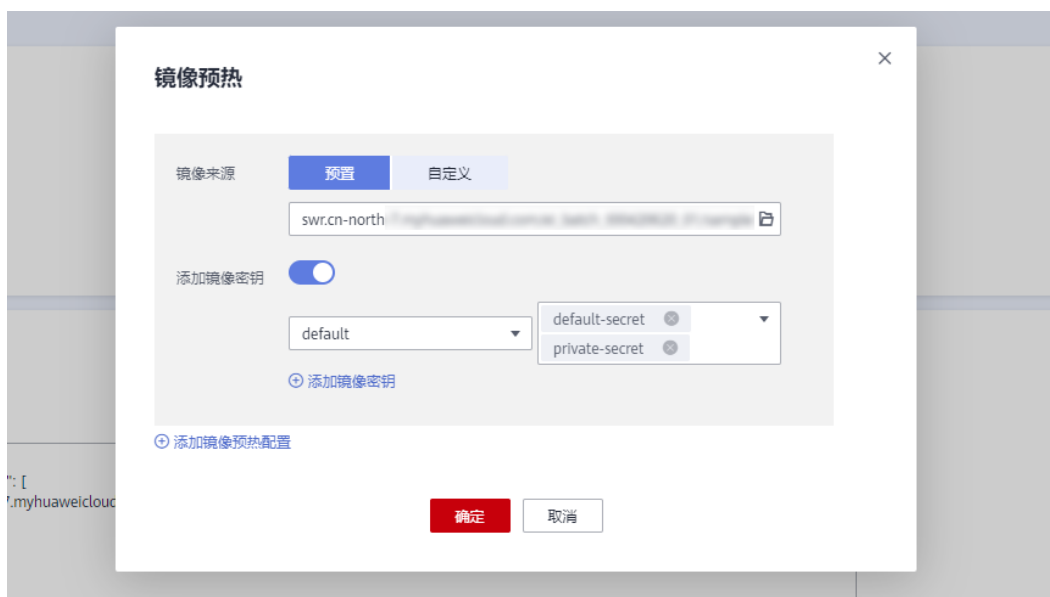 镜像预热
镜像来源
预置
自定义
swr.cn-north
添加镜像密钥
default
default-secret
private-secret
添加镜像密钥
添加镜像预热配置
": [
7.myhuaweicloud
确定
取消